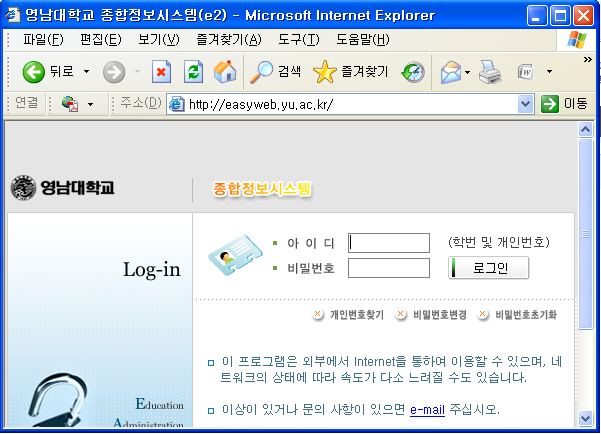 영남대학교 종합정보시스템(e2) - Microsoft Internet Explorer
파일(F) 편집(E) 보기(V) 즐겨찾기(A) 도구(T) 도움말(H)
뒤로 검색 즐겨찾기
연결 주소(D) http://easyweb.yu.ac.kr/ 이동
영남대학교 종합정보시스템
Log-in
아 이 디 (학번 및 개인번호)
비밀번호 로그인
개인번호찾기 비밀번호변경 비밀번호초기화
이 프로그램은 외부에서 Internet을 통하여 이용할 수 있으며, 네
트워크의 상태에 따라 속도가 다소 느려질 수도 있습니다.
이상이 있거나 문의 사항이 있으면 e-mail 주십시오.
Education
Administration